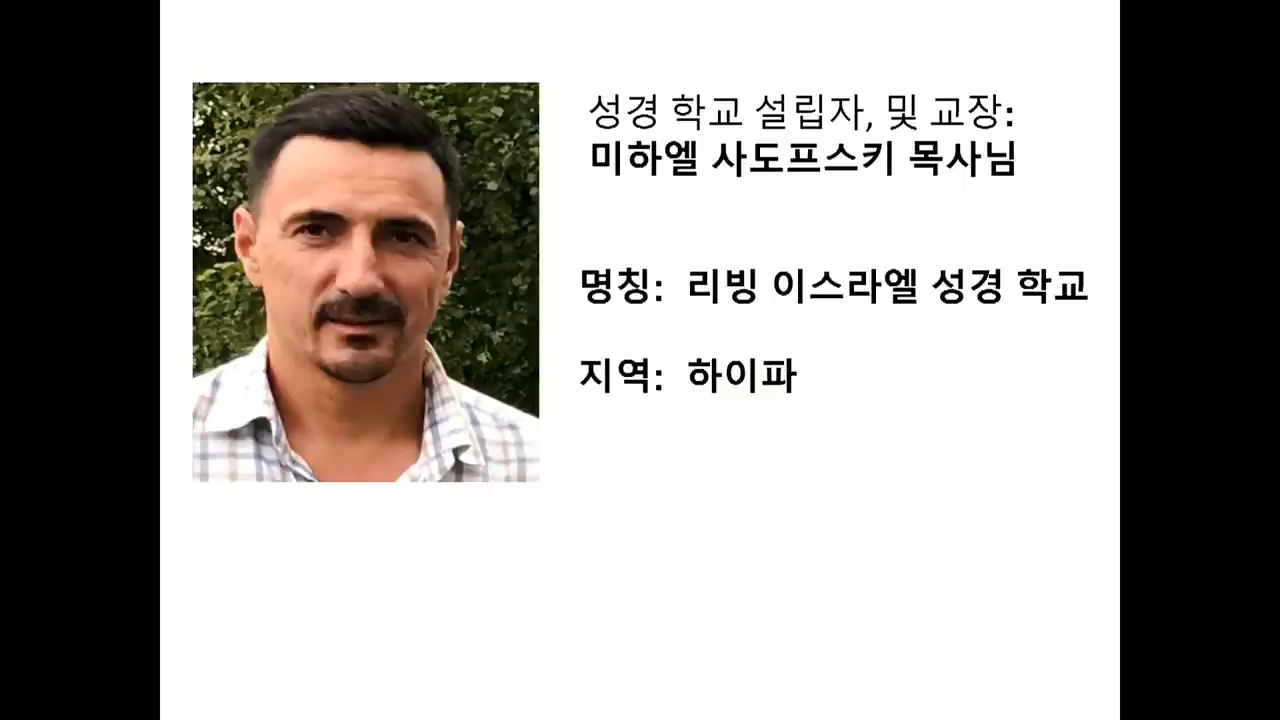 성경 학교 설립자, 및 교장:
미하엘 사도프스키 목사님
명칭: 리빙 이스라엘 성경 학교
지역: 하이파